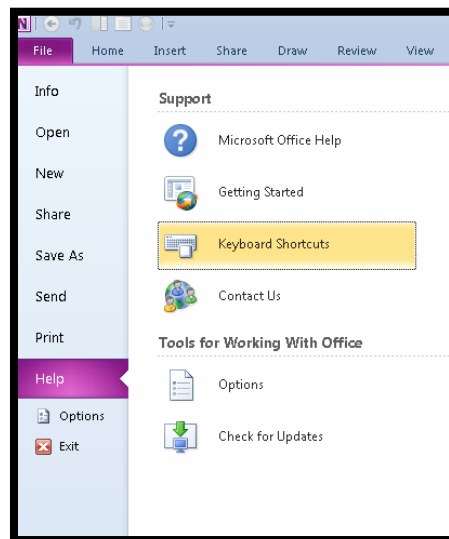 N
File Home Insert Share Draw Review View
Info
Open
New
Share
Save As
Send
Print
Help
Options
Exit
Support
Microsoft Office Help
Getting Started
Keyboard Shortcuts
Contact Us
Tools for Working With Office
Options
Check for Updates